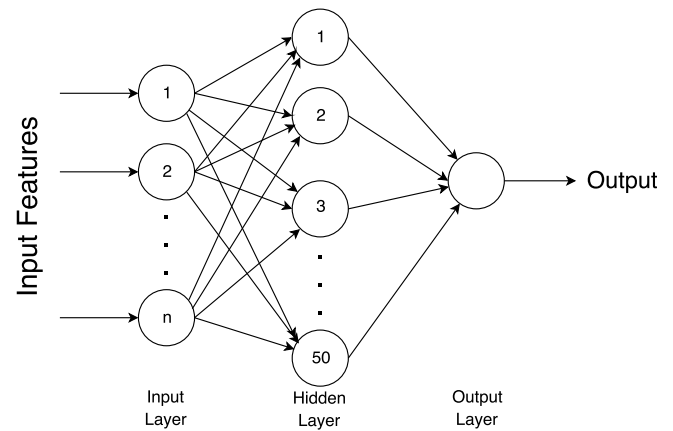 Input Features
1
2
n
1
2
3
50
Output
Input
Layer
Hidden
Layer
Output
Layer